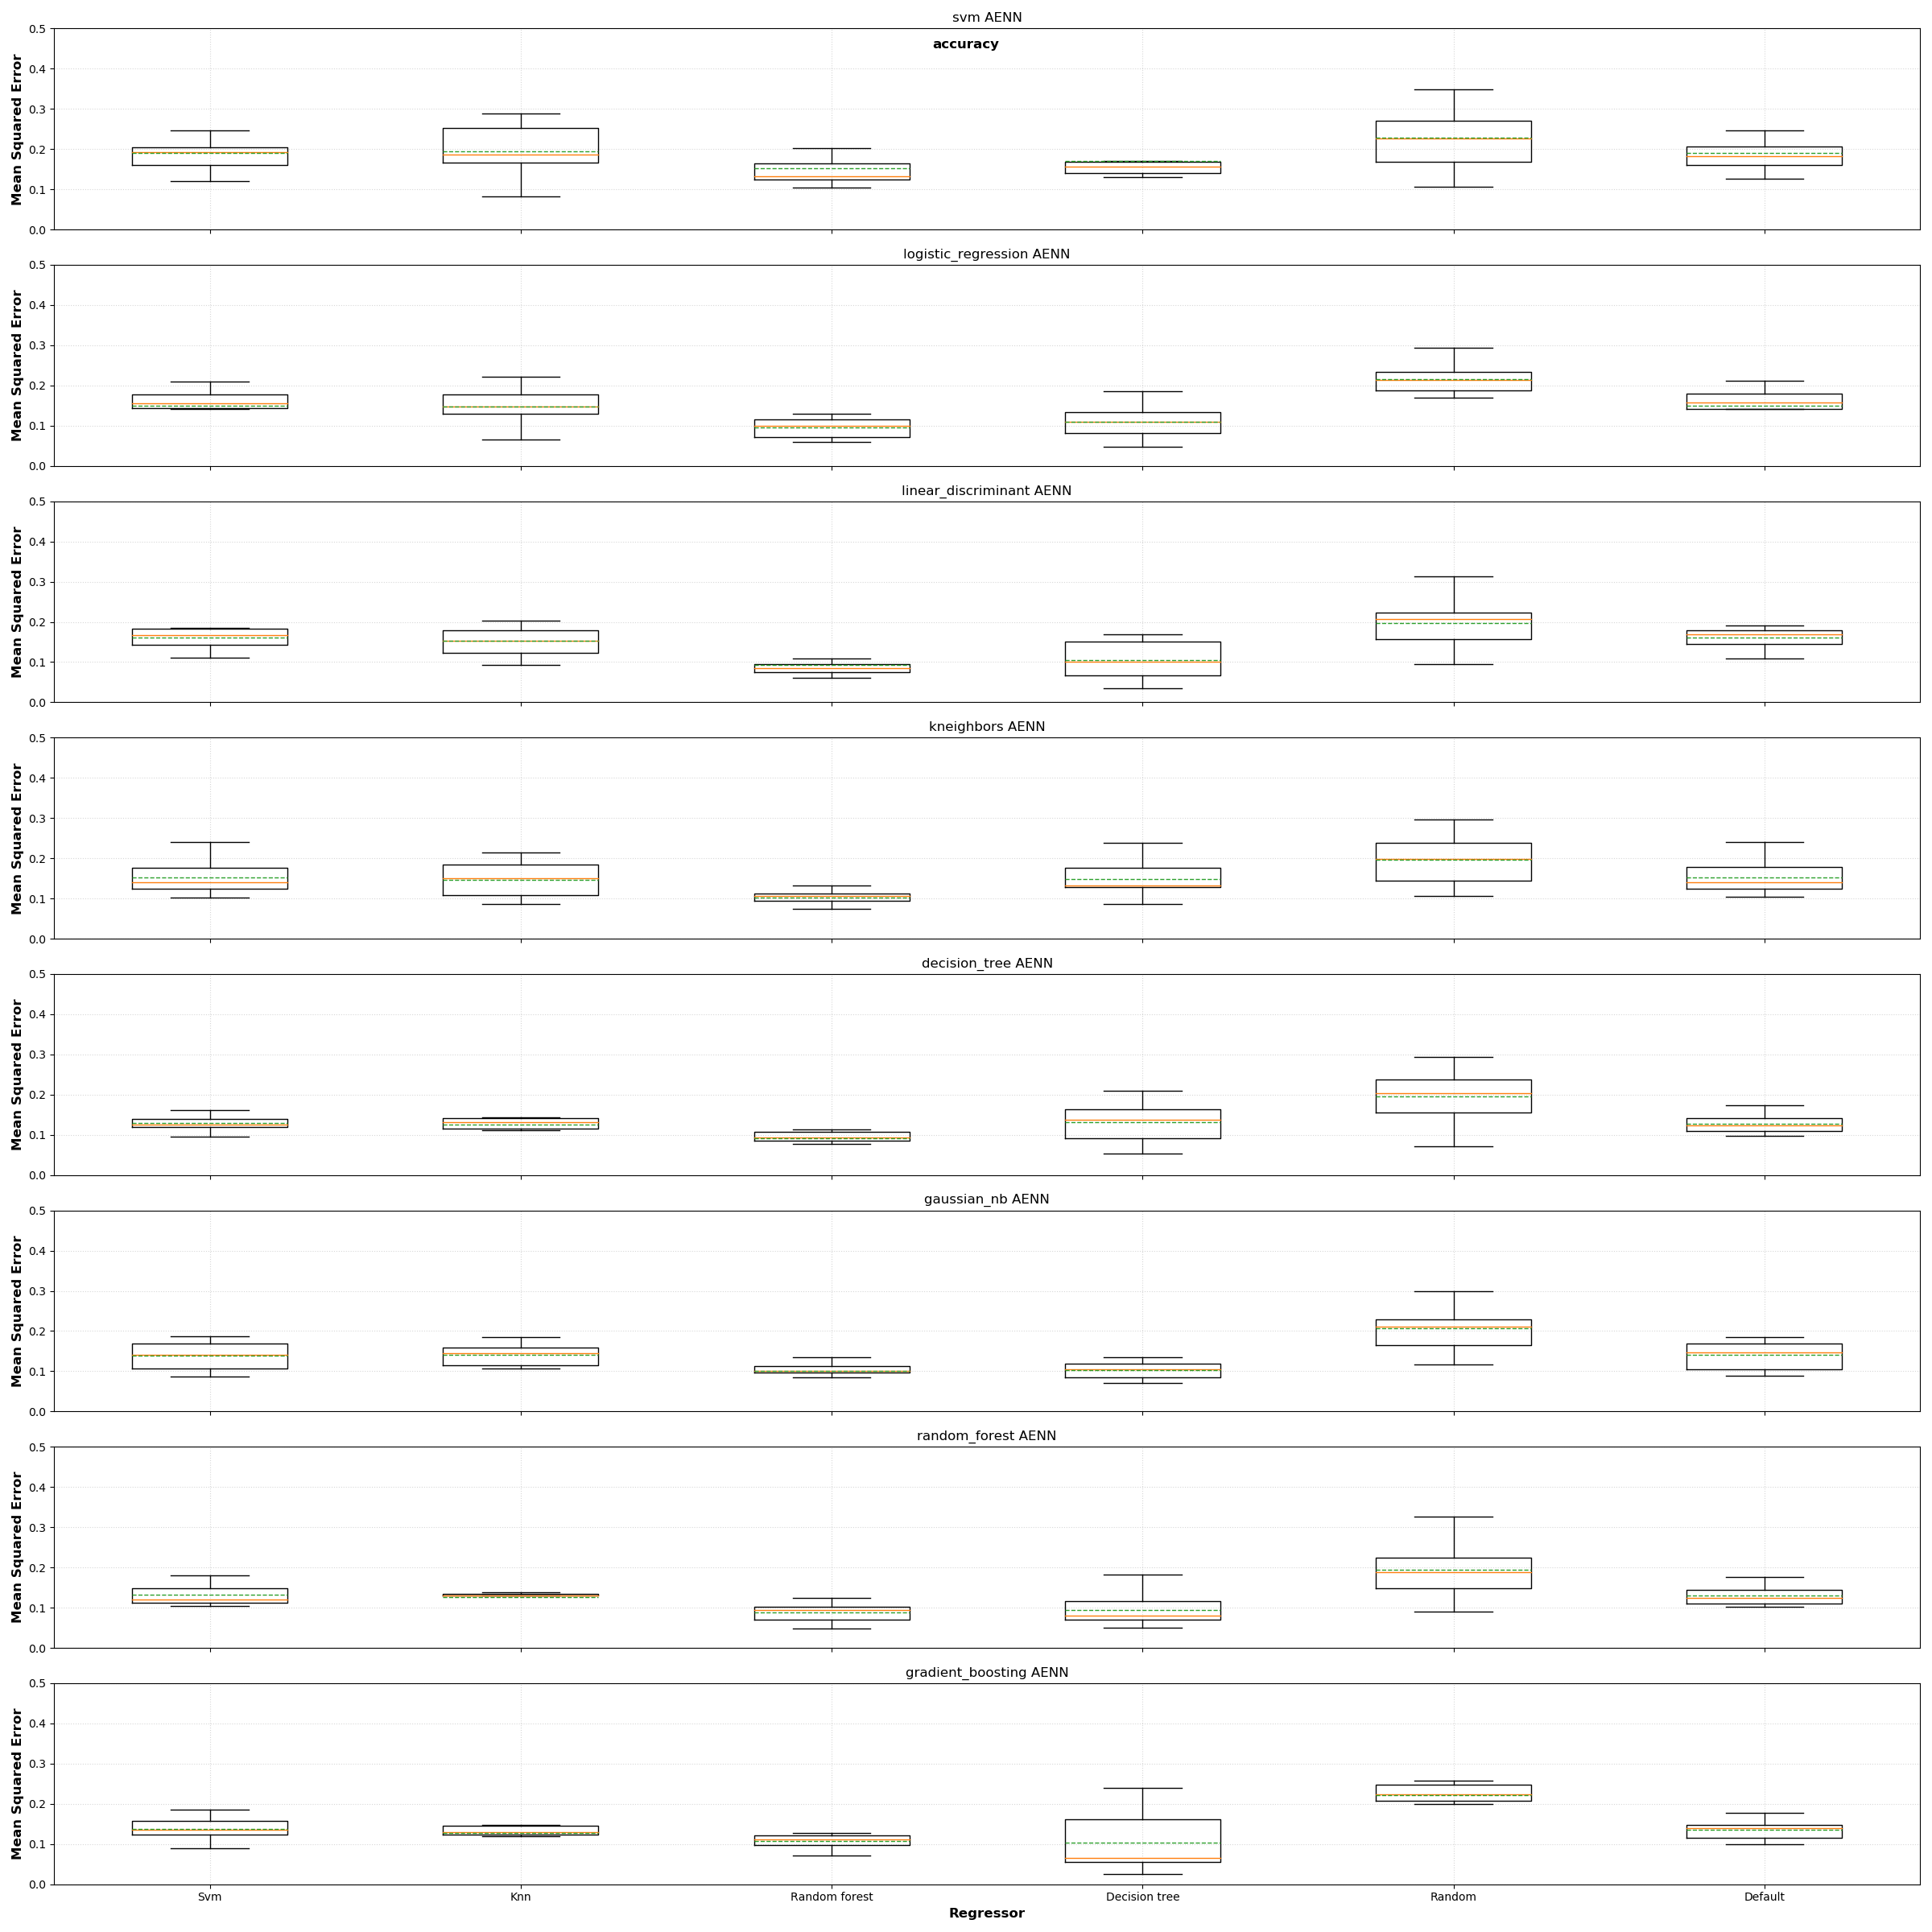 svm AENN
accuracy
Mean Squared Error
0.5
0.4
0.3
0.2
0.1
0.0
logistic_regression AENN
Mean Squared Error
0.5
0.4
0.3
0.2
0.1
0.0
linear_discriminant AENN
Mean Squared Error
0.5
0.4
0.3
0.2
0.1
0.0
kneighbors AENN
Mean Squared Error
0.5
0.4
0.3
0.2
0.1
0.0
decision_tree AENN
Mean Squared Error
0.5
0.4
0.3
0.2
0.1
0.0
gaussian_nb AENN
Mean Squared Error
0.5
0.4
0.3
0.2
0.1
0.0
random_forest AENN
Mean Squared Error
0.5
0.4
0.3
0.2
0.1
0.0
gradient_boosting AENN
Mean Squared Error
0.5
0.4
0.3
0.2
0.1
0.0
Svm Knn Random forest Decision tree Random Default
Regressor